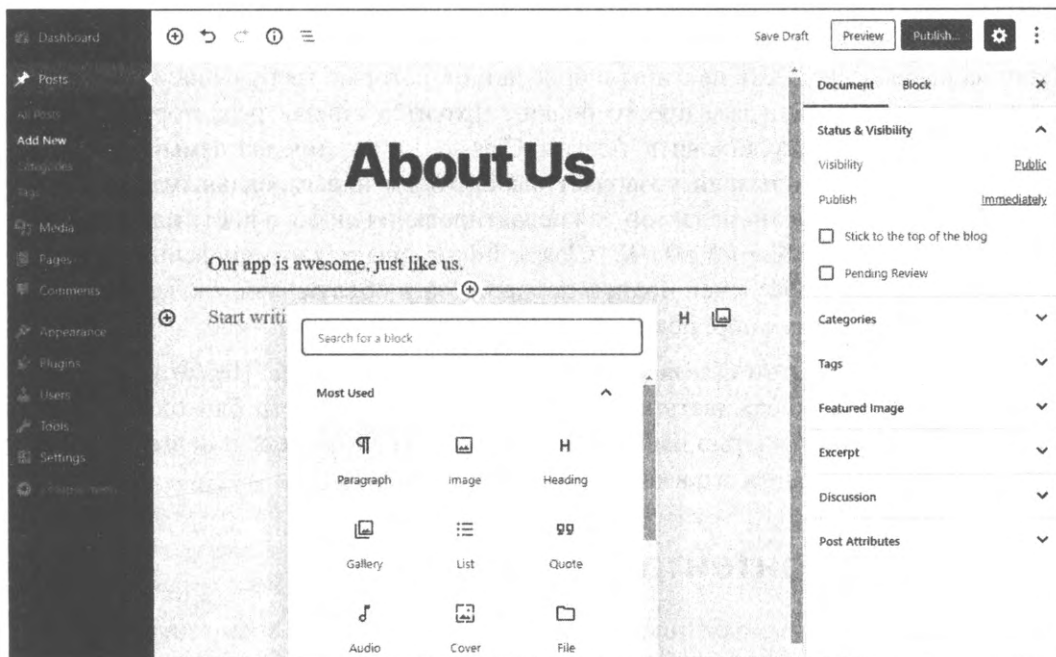 Dashboard
Save Draft
Preview
Publish...
Posts
All Posts
Add New
Categories
Tags
Media
Pages
Comments
Appearance
Plugins
Users
Tools
Settings
Document
Block
Status & Visibility
Visibility
Public
Publish
Immediately
Stick to the top of the blog
Pending Review
Categories
Tags
Featured Image
Excerpt
Discussion
Post Attributes
About Us
Our app is awesome, just like us.
Start writi
H
Search for a block
Most Used
Paragraph
Image
H
Heading
Gallery
List
Quote
Audio
Cover
File